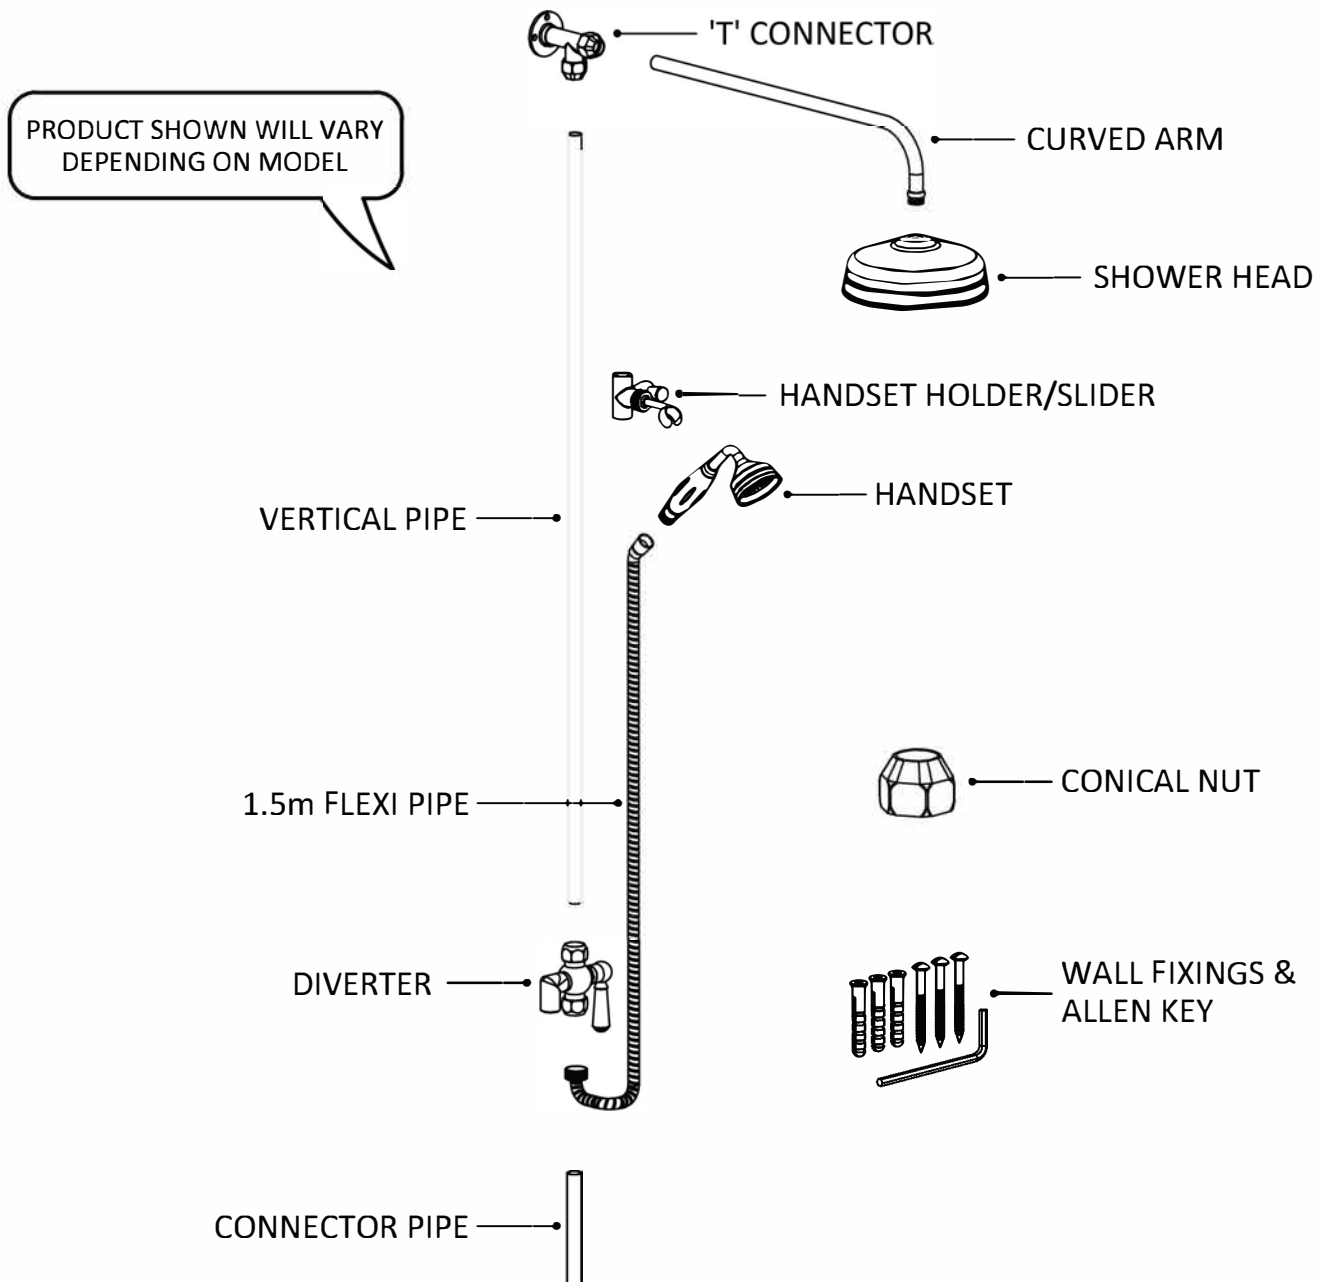 'T' CONNECTOR
PRODUCT SHOWN WILL VARY
DEPENDING ON MODEL
CURVED ARM
SHOWER HEAD
HANDSET HOLDER/SLIDER
HANDSET
VERTICAL PIPE
CONICAL NUT
1.5m FLEXI PIPE
DIVERTER
WALL FIXINGS &
ALLEN KEY
CONNECTOR PIPE